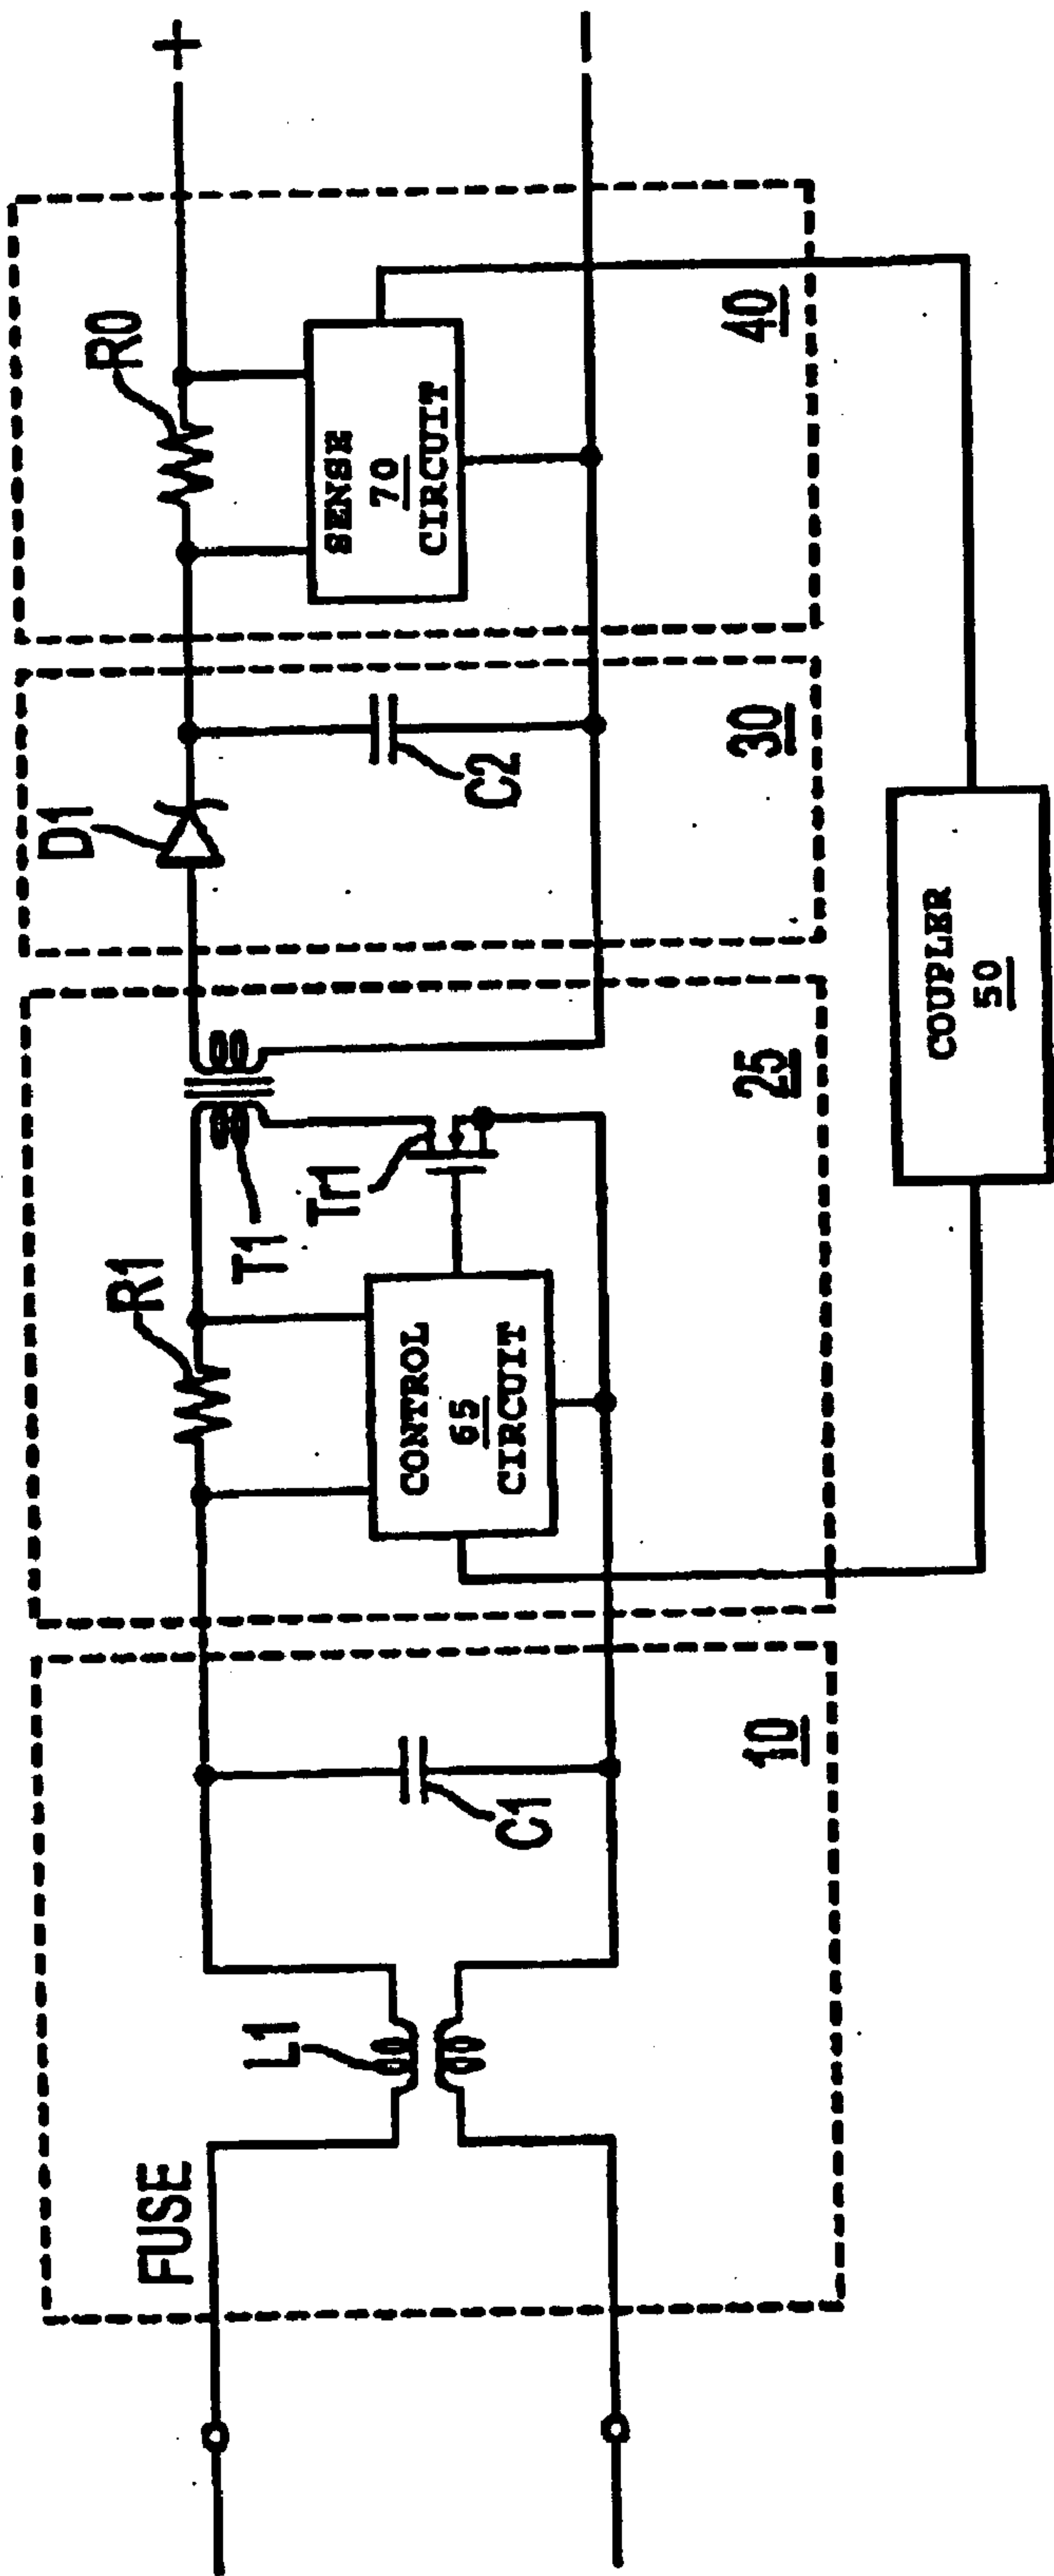 +
−
FUSE
L1
C1
10
R1
CONTROL
65
CIRCUIT
T1
Tr1
25
D1
C2
30
R0
SENSE
70
CIRCUIT
40
COUPLER
50